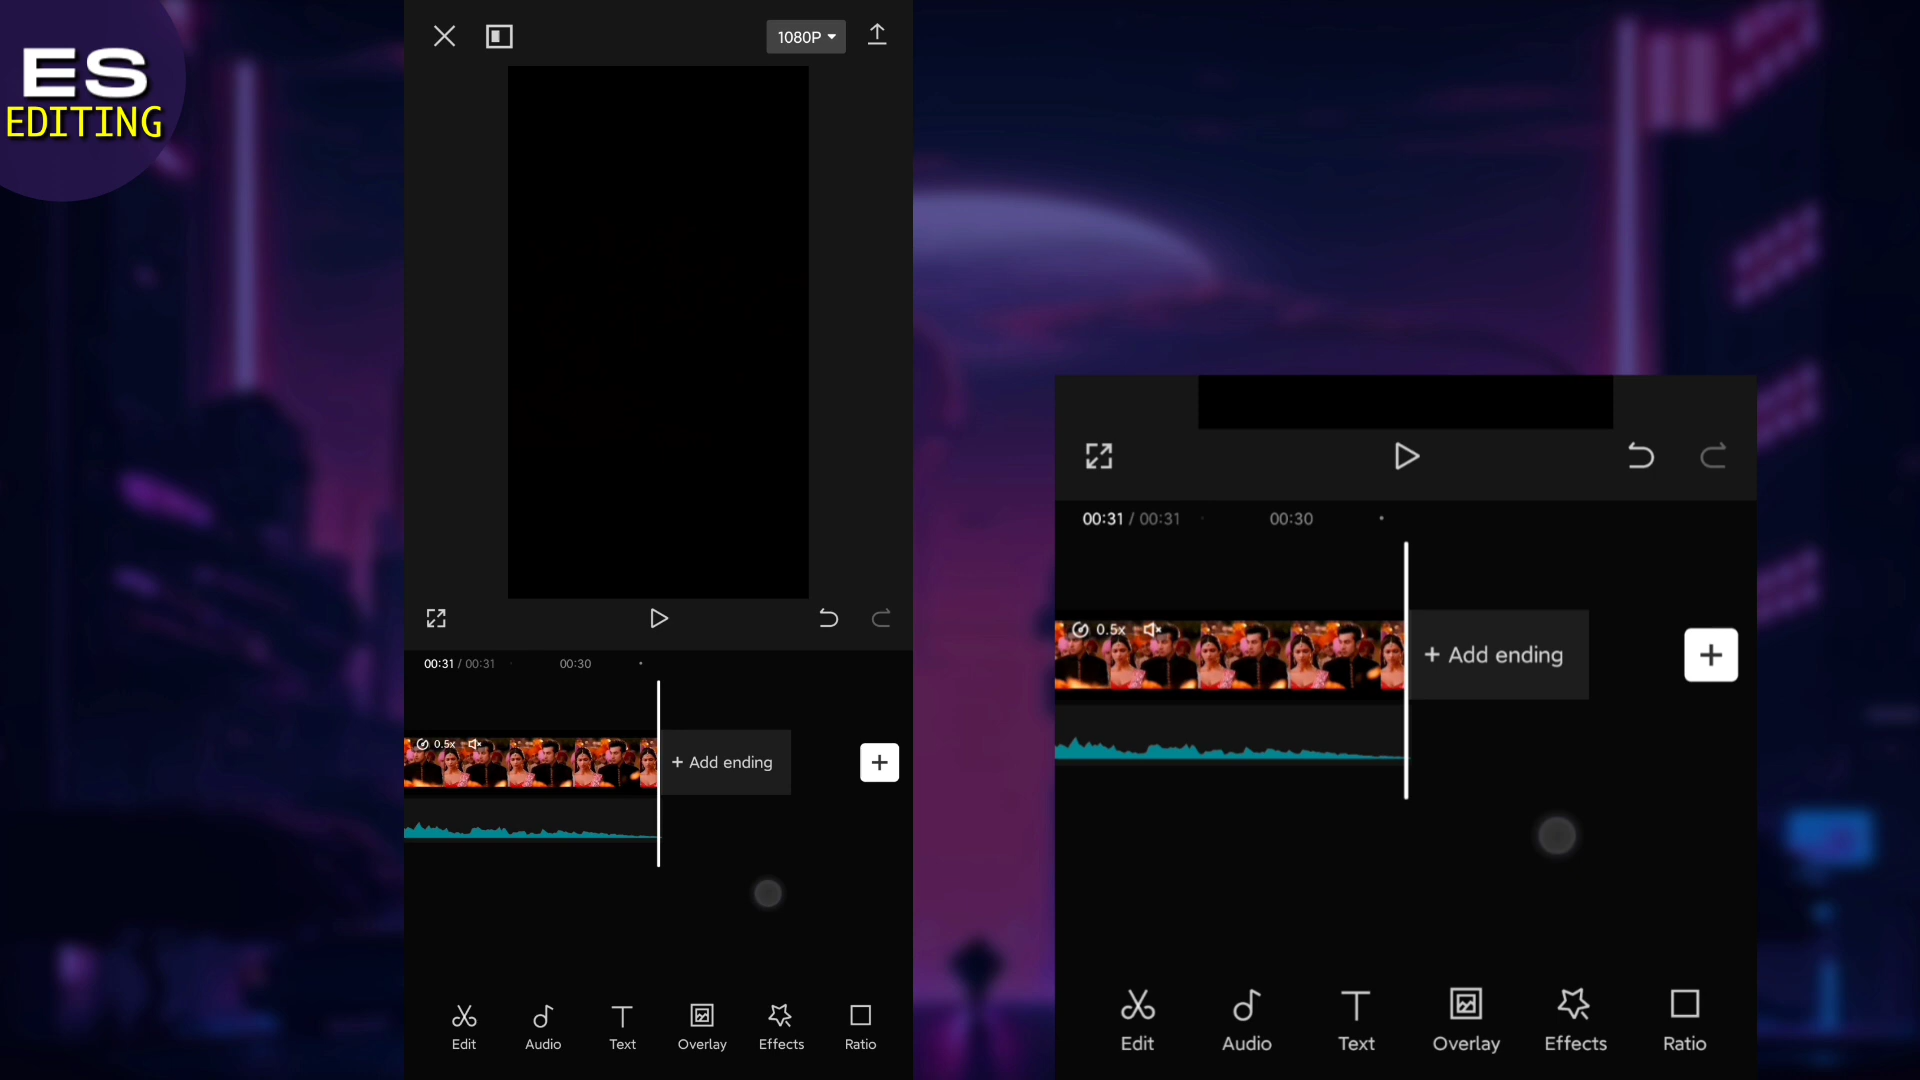 ES
EDITING
1080P
00:31 / 00:31
00:30
0.5x
+ Add ending
+
Edit
Audio
Text
Overlay
Effects
Ratio
00:31 / 00:31
00:30
0.5x
+ Add ending
+
Edit
Audio
Text
Overlay
Effects
Ratio